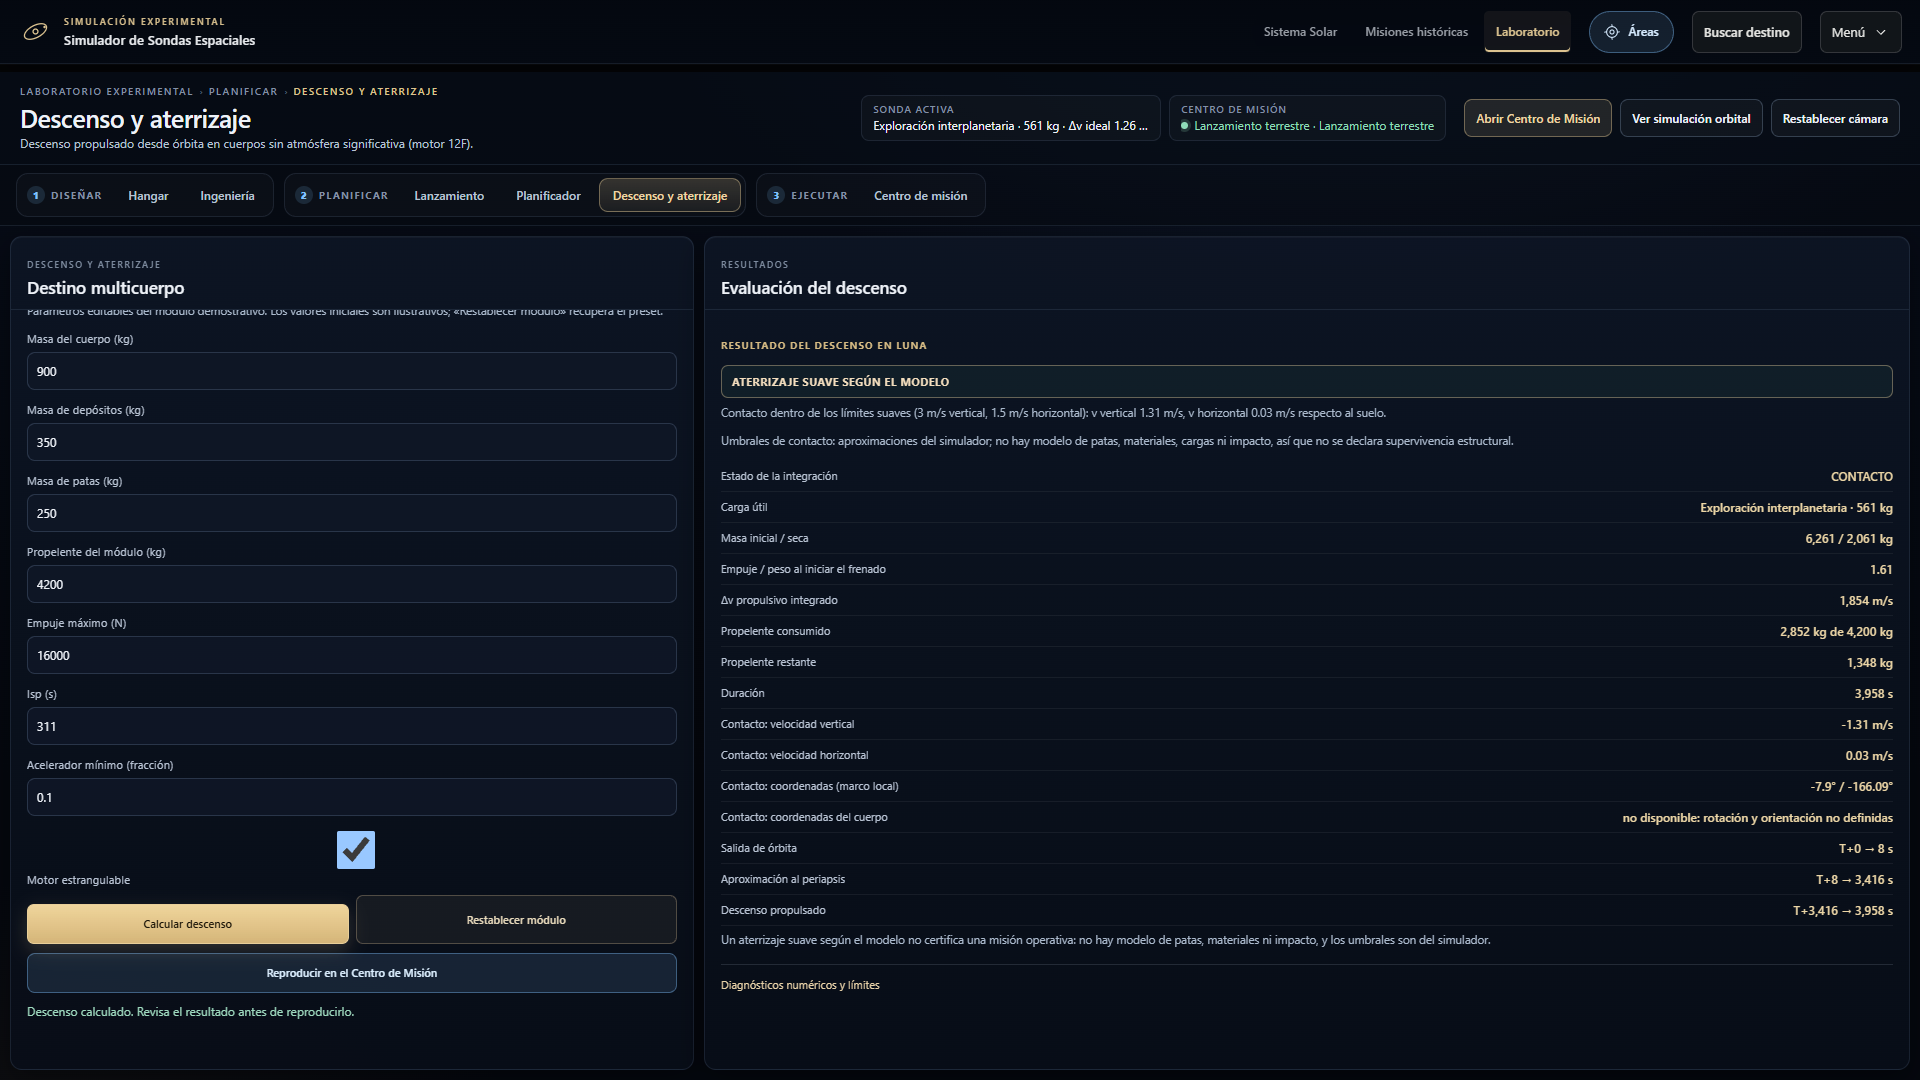 SIMULACIÓN EXPERIMENTAL
Simulador de Sondas Espaciales
Sistema Solar
Misiones históricas
Laboratorio
Áreas
Buscar destino
Menú
LABORATORIO EXPERIMENTAL › PLANIFICAR › DESCENSO Y ATERRIZAJE
Descenso y aterrizaje
Descenso propulsado desde órbita en cuerpos sin atmósfera significativa (motor 12F).
SONDA ACTIVA
Exploración interplanetaria · 561 kg · Δv ideal 1.26 ...
CENTRO DE MISIÓN
Lanzamiento terrestre · Lanzamiento terrestre
Abrir Centro de Misión
Ver simulación orbital
Restablecer cámara
1 DISEÑAR
Hangar
Ingeniería
2 PLANIFICAR
Lanzamiento
Planificador
Descenso y aterrizaje
3 EJECUTAR
Centro de misión
DESCENSO Y ATERRIZAJE
Destino multicuerpo
Parámetros editables del módulo demostrativo. Los valores iniciales son ilustrativos; «Restablecer módulo» recupera el preset.
Masa del cuerpo (kg)
900
Masa de depósitos (kg)
350
Masa de patas (kg)
250
Propelente del módulo (kg)
4200
Empuje máximo (N)
16000
Isp (s)
311
Acelerador mínimo (fracción)
0.1
Motor estrangulable
Calcular descenso
Restablecer módulo
Reproducir en el Centro de Misión
Descenso calculado. Revisa el resultado antes de reproducirlo.
RESULTADOS
Evaluación del descenso
RESULTADO DEL DESCENSO EN LUNA
ATERRIZAJE SUAVE SEGÚN EL MODELO
Contacto dentro de los límites suaves (3 m/s vertical, 1.5 m/s horizontal): v vertical 1.31 m/s, v horizontal 0.03 m/s respecto al suelo.
Umbrales de contacto: aproximaciones del simulador; no hay modelo de patas, materiales, cargas ni impacto, así que no se declara supervivencia estructural.
Estado de la integración CONTACTO
Carga útil Exploración interplanetaria · 561 kg
Masa inicial / seca 6,261 / 2,061 kg
Empuje / peso al iniciar el frenado 1.61
Δv propulsivo integrado 1,854 m/s
Propelente consumido 2,852 kg de 4,200 kg
Propelente restante 1,348 kg
Duración 3,958 s
Contacto: velocidad vertical -1.31 m/s
Contacto: velocidad horizontal 0.03 m/s
Contacto: coordenadas (marco local) -7.9° / -166.09°
Contacto: coordenadas del cuerpo no disponible: rotación y orientación no definidas
Salida de órbita T+0 → 8 s
Aproximación al periapsis T+8 → 3,416 s
Descenso propulsado T+3,416 → 3,958 s
Un aterrizaje suave según el modelo no certifica una misión operativa: no hay modelo de patas, materiales ni impacto, y los umbrales son del simulador.
Diagnósticos numéricos y límites